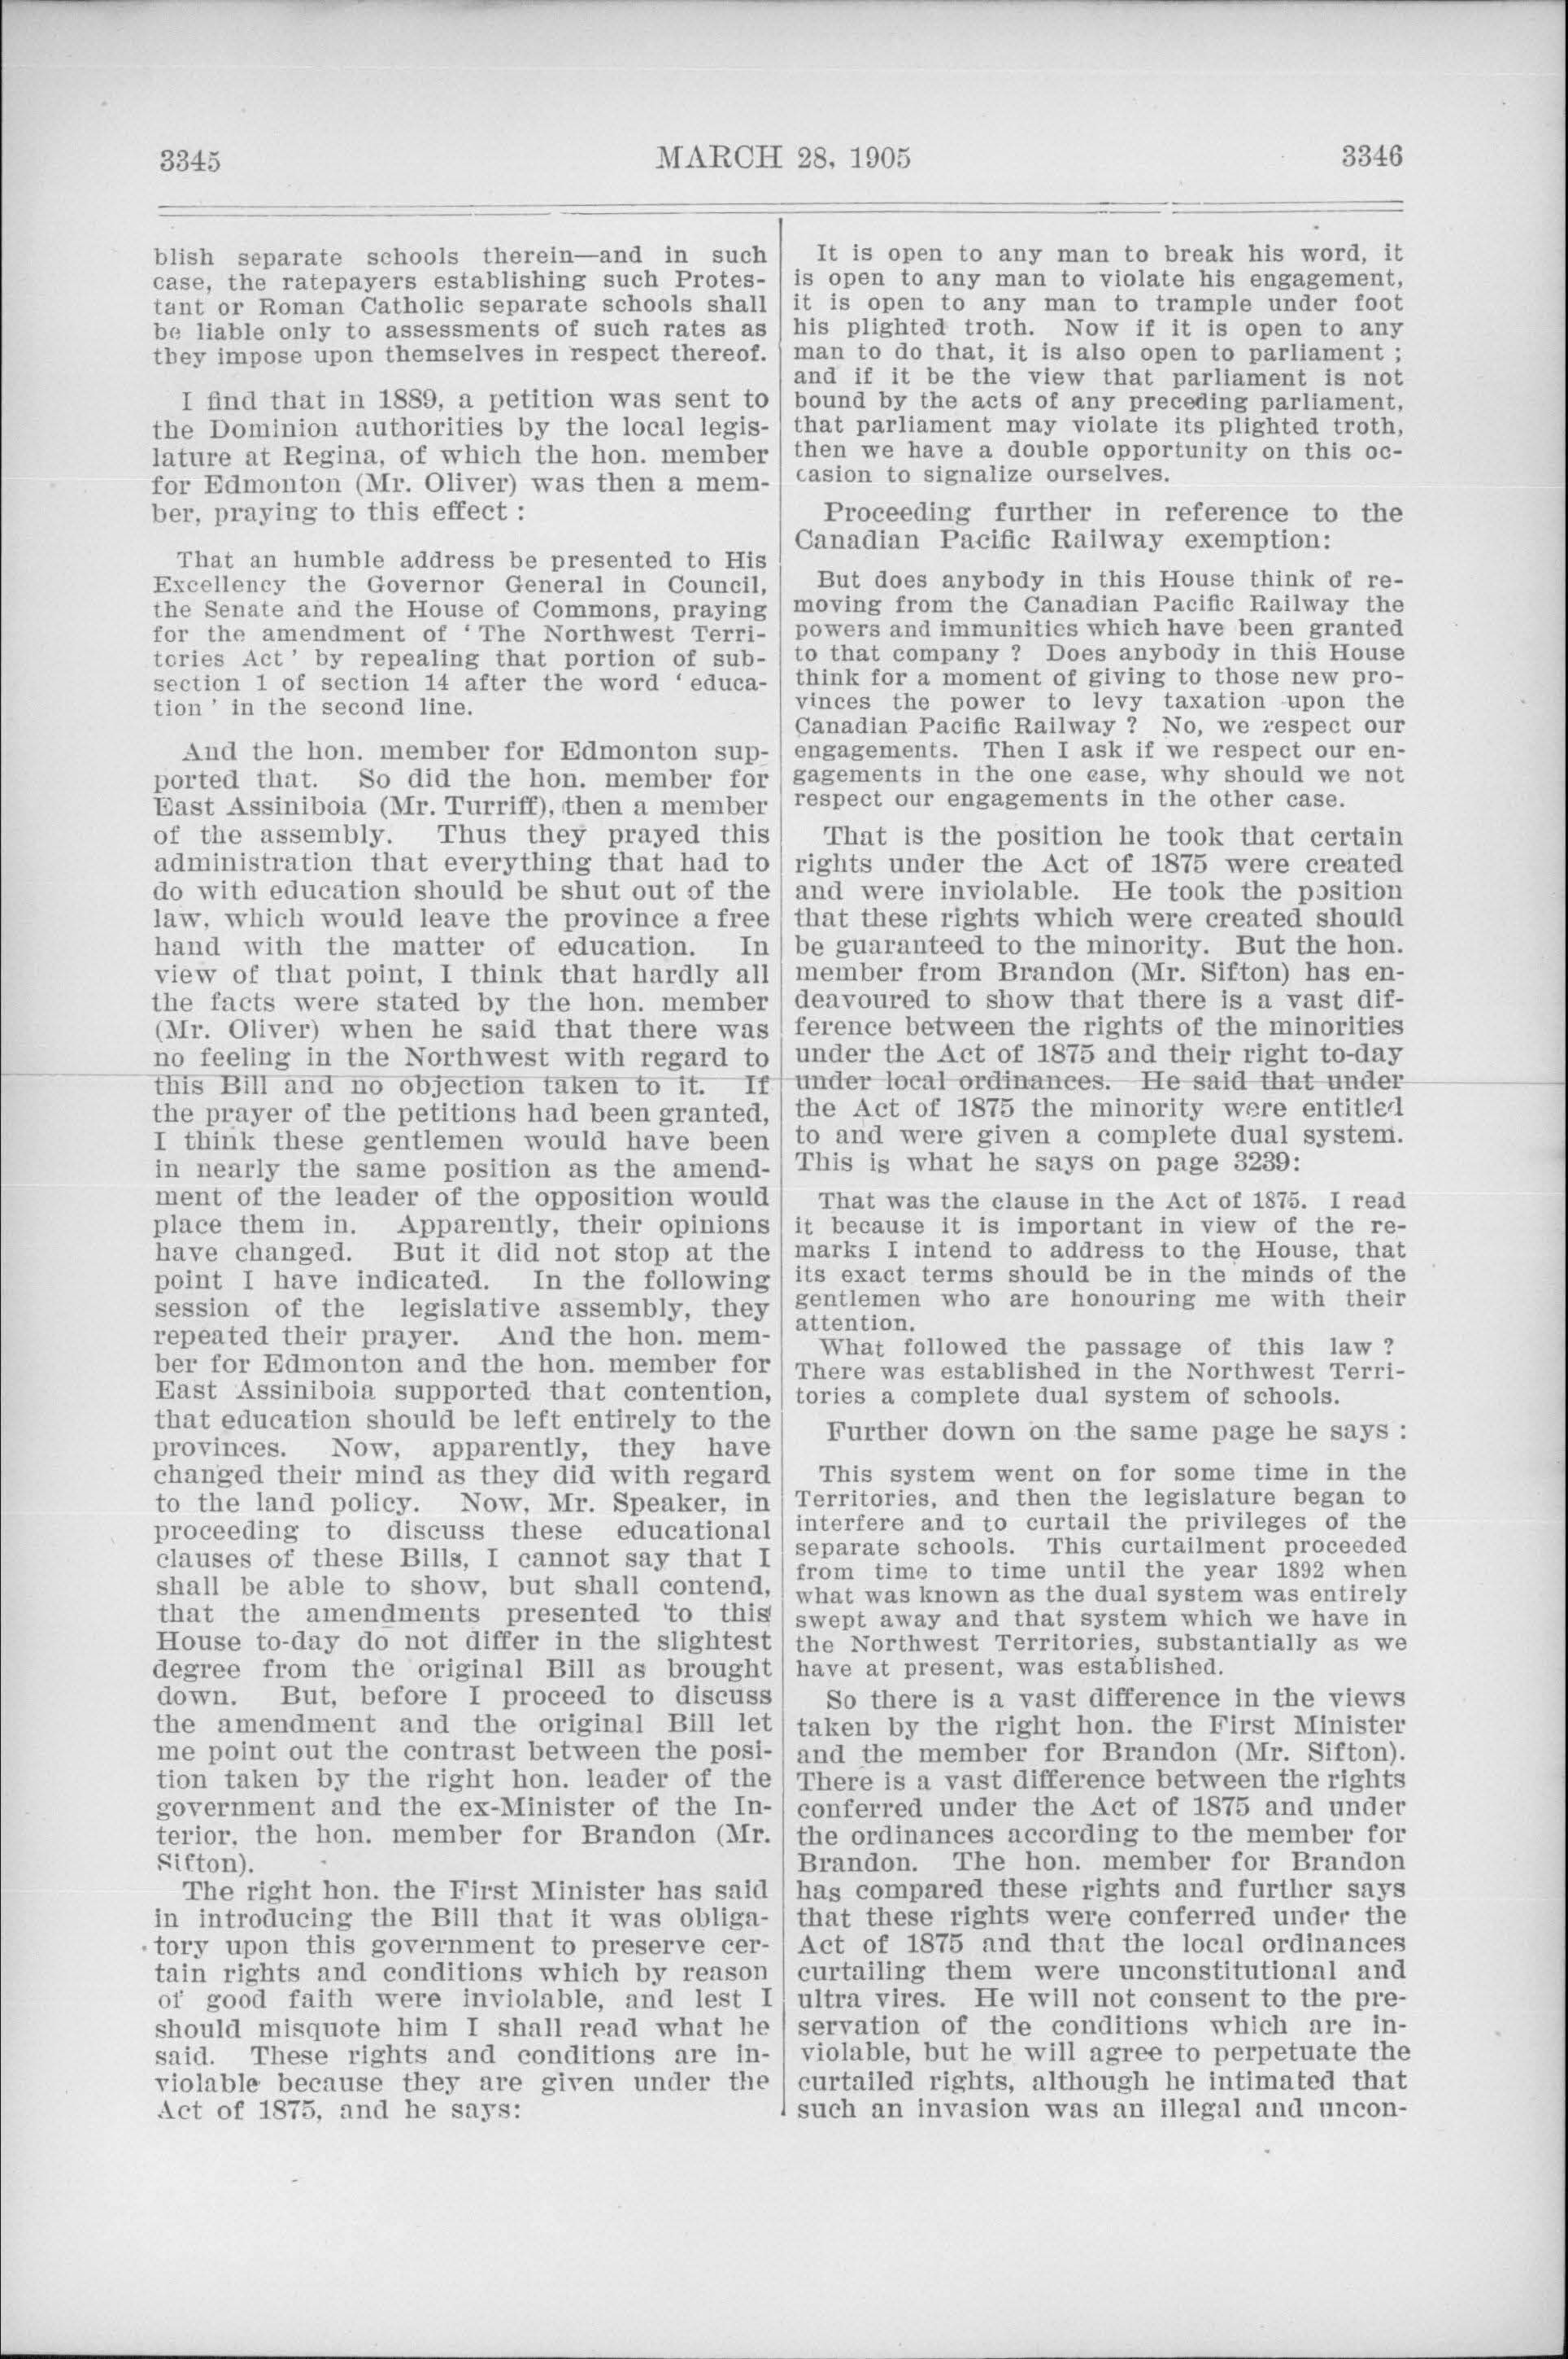 3345
MARCH 28, 1905
3346
blish separate schools therein—and in such
case, the ratepayers establishing such Protes-
tant or Roman Catholic separate schools shall
be liable only to assessments of such rates as
they impose upon themselves in respect thereof.
I find that in 1889, a petition was sent to
the Dominion authorities by the local legis-
lature at Regina, of which the hon. member
for Edmonton (Mr. Oliver) was then a mem-
ber, praying to this effect :
That an humble address be presented to His
Excellency the Governor General in Council,
the Senate and the House of Commons, praying
for the amendment of ‘ The Northwest Terri-
tories Act ’ by repealing that portion of sub-
section 1 of section 14 after the word ‘ educa-
tion ’ in the second line.
And the hon. member for Edmonton sup-
ported that. So did the hon. member for
East Assiniboia (Mr. Turriff), then a member
of the assembly. Thus they prayed this
administration that everything that had to
do with education should be shut out of the
law, which would leave the province a free
hand with the matter of education. In
view of that point, I think that hardly all
the facts were stated by the hon. member
(Mr. Oliver) when he said that there was
no feeling in the Northwest with regard to
this Bill and no objection taken to it. If
the prayer of the petitions had been granted,
I think these gentlemen would have been
in nearly the same position as the amend-
ment of the leader of the opposition would
place them in. Apparently, their opinions
have changed. But it did not stop at the
point I have indicated. In the following
session of the legislative assembly, they
repeated their prayer. And the hon. mem-
ber for Edmonton and the hon. member for
East Assiniboia supported that contention,
that education should be left entirely to the
provinces. Now, apparently, they have
changed their mind as they did with regard
to the land policy. Now, Mr. Speaker, in
proceeding to discuss these educational
clauses of these Bills, I cannot say that I
shall be able to show, but shall contend,
that the amendments presented to this
House to-day do not differ in the slightest
degree from the original Bill as brought
down. But, before I proceed to discuss
the amendment and the original Bill let
me point out the contrast between the posi-
tion taken by the right hon. leader of the
government and the ex-Minister of the In-
terior, the hon. member for Brandon (Mr.
Sifton).
The right hon. the First Minister has said
in introducing the Bill that it was obliga-
tory upon this government to preserve cer-
tain rights and conditions which by reason
of good faith were inviolable, and lest I
should misquote him I shall read what he
said. These rights and conditions are in-
violable because they are given under the
Act of 1875, and he says:
It is open to any man to break his word, it
is open to any man to violate his engagement,
it is open to any man to trample under foot
his plighted troth. Now if it is open to any
man to do that, it is also open to parliament ;
and if it be the view that parliament is not
bound by the acts of any preceding parliament,
that parliament may violate its plighted troth,
then we have a double opportunity on this oc-
casion to signalize ourselves.
Proceeding further in reference to the
Canadian Pacific Railway exemption:
But does anybody in this House think of re-
moving from the Canadian Pacific Railway the
powers and immunities which have been granted
to that company ? Does anybody in this House
think for a moment of giving to those new pro-
vinces the power to levy taxation upon the
Canadian Pacific Railway ? No, we respect our
engagements. Then I ask if we respect our en-
gagements in the one case, why should we not
respect our engagements in the other case.
That is the position he took that certain
rights under the Act of 1875 were created
and were inviolable. He took the position
that these rights which were created should
be guaranteed to the minority. But the hon.
member from Brandon (Mr. Sifton) has en-
deavoured to show that there is a vast dif-
ference between the rights of the minorities
under the Act of 1875 and their right to-day
under local ordinances. He said that under
the Act of 1875 the minority were entitled
to and were given a complete dual system.
This is what he says on page 3239:
That was the clause in the Act of 1875. I read
it because it is important in view of the re-
marks I intend to address to the House, that
its exact terms should be in the minds of the
gentlemen who are honouring me with their
attention.
What followed the passage of this law ?
There was established in the Northwest Terri-
tories a complete dual system of schools.
Further down on the same page he says :
This system went on for some time in the
Territories, and then the legislature began to
interfere and to curtail the privileges of the
separate schools. This curtailment proceeded
from time to time until the year 1892 when
what was known as the dual system was entirely
swept away and that system which we have in
the Northwest Territories, substantially as we
have at present, was established.
So there is a vast difference in the views
taken by the right hon. the First Minister
and the member for Brandon (Mr. Sifton).
There is a vast difference between the rights
conferred under the Act of 1875 and under
the ordinances according to the member for
Brandon. The hon. member for Brandon
has compared these rights and further says
that these rights were conferred under the
Act of 1875 and that the local ordinances
curtailing them were unconstitutional and
ultra vires. He will not consent to the pre-
servation of the conditions which are in-
violable, but he will agree to perpetuate the
curtailed rights, although he intimated that
such an invasion was an illegal and uncon-